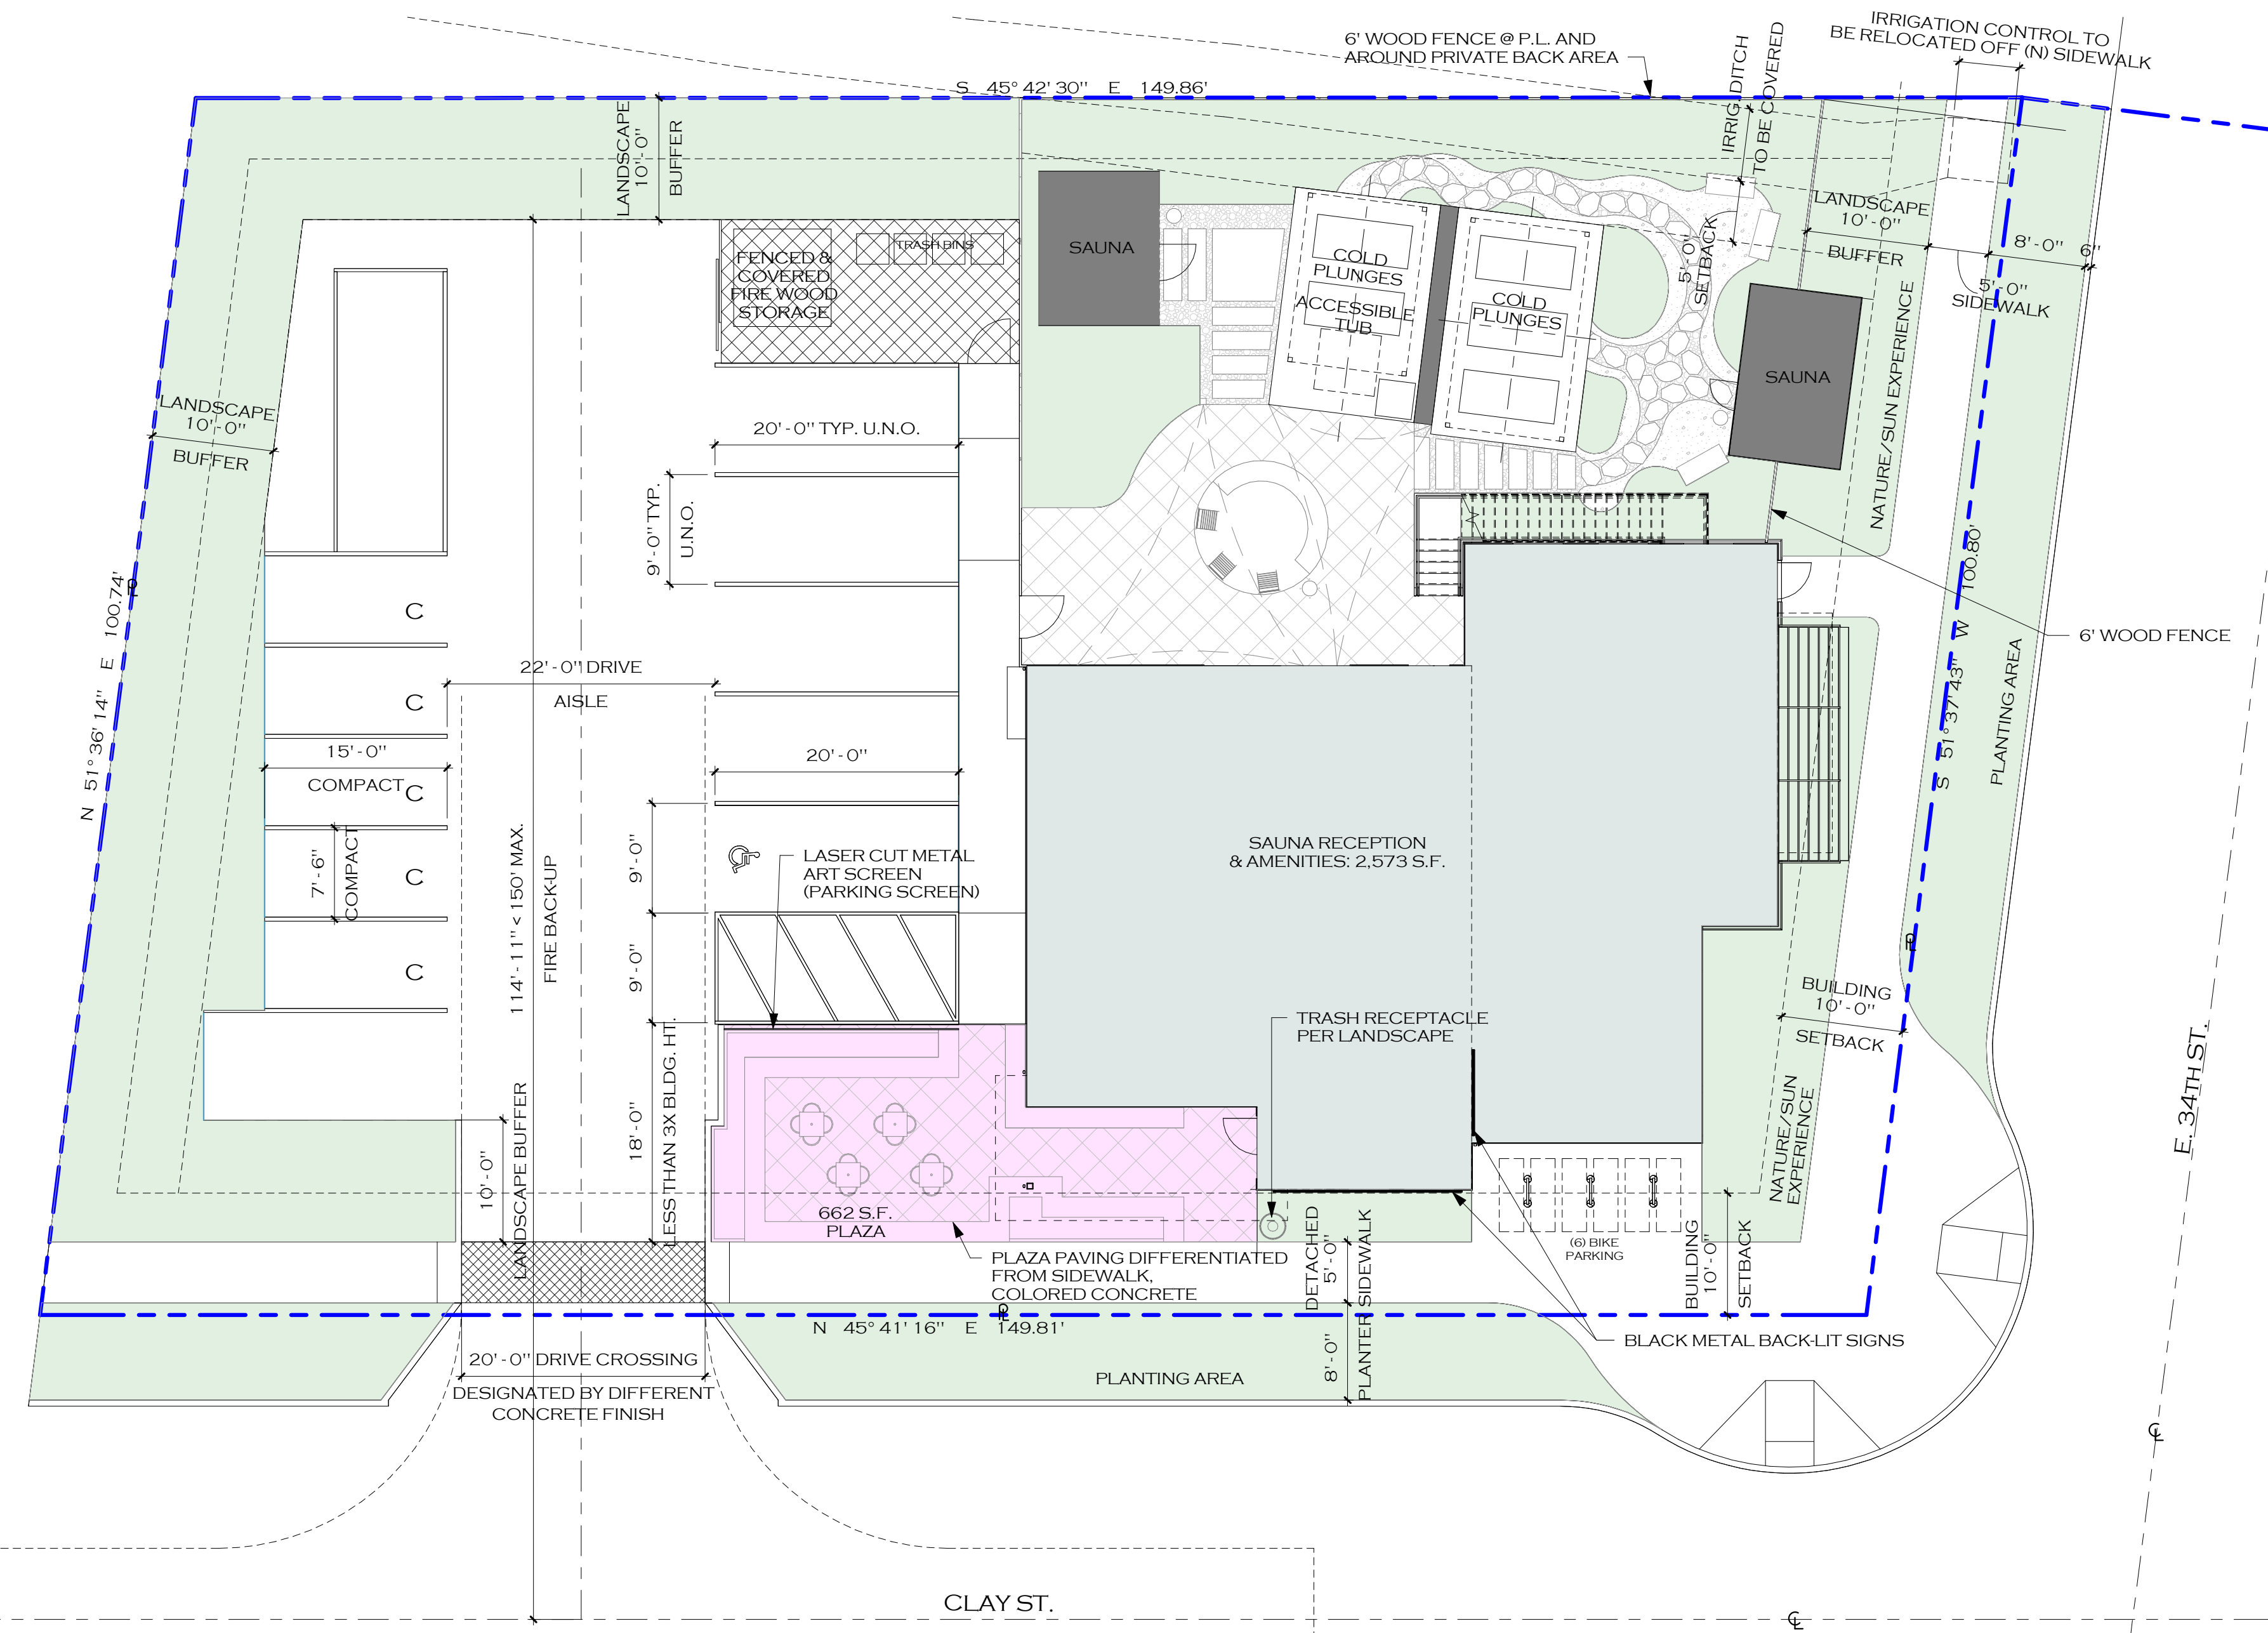 6' WOOD FENCE @ P.L. AND
AROUND PRIVATE BACK AREA
IRRIGATION CONTROL TO
BE RELOCATED OFF (N) SIDEWALK
S 45° 42' 30" E 149.86'
IRRIG. DITCH
TO BE COVERED
LANDSCAPE
10'-0"
BUFFER
SAUNA
TRASH BINS
FENCED &
COVERED
FIRE WOOD
STORAGE
COLD
PLUNGES
ACCESSIBLE
TUB
COLD
PLUNGES
5'-0"
SETBACK
LANDSCAPE
10'-0"
BUFFER
8'-0"
6"
5'-0"
SIDEWALK
SAUNA
NATURE/SUN EXPERIENCE
LANDSCAPE
10'-0"
BUFFER
20'-0" TYP. U.N.O.
9'-0" TYP.
U.N.O.
N 51° 36' 14" E 100.74'
PL
C
C
C
C
C
22'-0" DRIVE
AISLE
15'-0"
COMPACT
7'-6"
COMPACT
20'-0"
S 51° 37' 43" W 100.80'
PLANTING AREA
6' WOOD FENCE
114'-11" < 150' MAX.
FIRE BACK-UP
9'-0"
LASER CUT METAL
ART SCREEN
(PARKING SCREEN)
SAUNA RECEPTION
& AMENITIES: 2,573 S.F.
9'-0"
PL
BUILDING
10'-0"
SETBACK
TRASH RECEPTACLE
PER LANDSCAPE
E. 34TH ST.
NATURE/SUN
EXPERIENCE
10'-0"
LANDSCAPE BUFFER
18'-0"
LESS THAN 3X BLDG. HT.
662 S.F.
PLAZA
PLAZA PAVING DIFFERENTIATED
FROM SIDEWALK,
COLORED CONCRETE
DETACHED
5'-0"
SIDEWALK
(6) BIKE
PARKING
BUILDING
10'-0"
SETBACK
PL
N 45° 41' 16" E 149.81'
BLACK METAL BACK-LIT SIGNS
20'-0" DRIVE CROSSING
DESIGNATED BY DIFFERENT
CONCRETE FINISH
PLANTING AREA
8'-0"
PLANTER
CL
CLAY ST.
CL